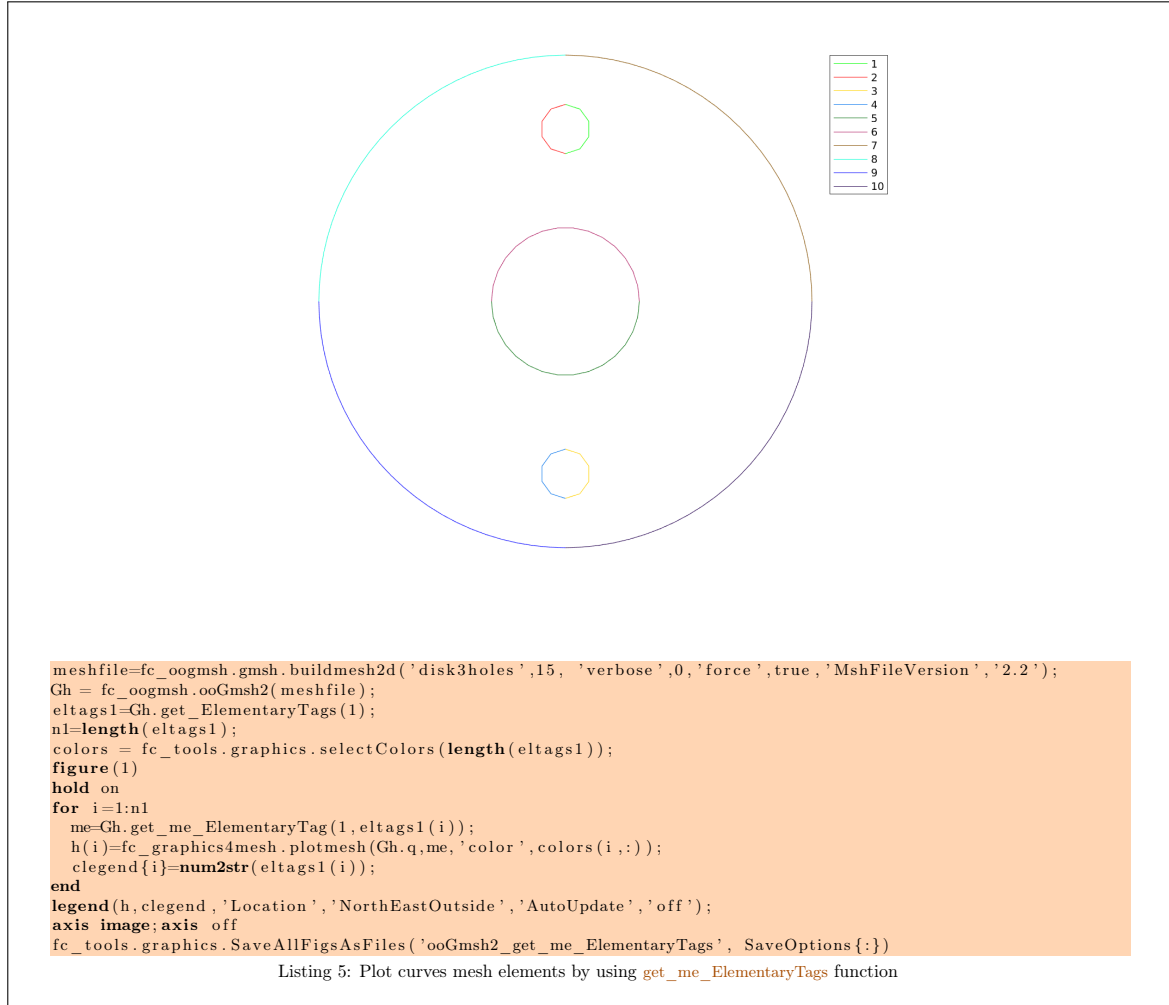 1
2
3
4
5
6
7
8
9
10
meshfile=fc_oogmsh.gmsh.buildmesh2d('disk3holes',15, 'verbose',0,'force',true,'MshFileVersion','2.2');
Gh = fc_oogmsh.ooGmsh2(meshfile);
eltags1=Gh.get_ElementaryTags(1);
n1=length(eltags1);
colors = fc_tools.graphics.selectColors(length(eltags1));
figure(1)
hold on
for i=1:n1
  me=Gh.get_me_ElementaryTag(1,eltags1(i));
  h(i)=fc_graphics4mesh.plotmesh(Gh.q,me,'color',colors(i,:));
  clegend{i}=num2str(eltags1(i));
end
legend(h,clegend,'Location','NorthEastOutside','AutoUpdate','off');
axis image;axis off
fc_tools.graphics.SaveAllFigsAsFiles('ooGmsh2_get_me_ElementaryTags', SaveOptions{:})
Listing 5: Plot curves mesh elements by using get_me_ElementaryTags function